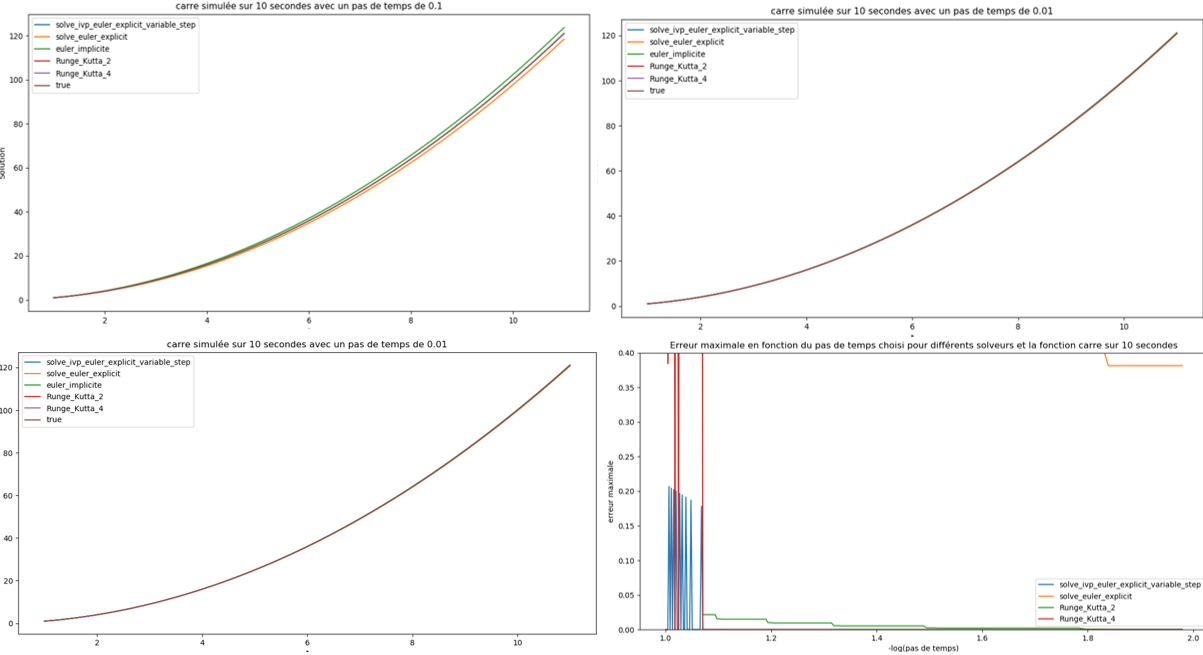 carre simulée sur 10 secondes avec un pas de temps de 0.1
solve_ivp_euler_explicit_variable_step
solve_euler_explicit
euler_implicite
Runge_Kutta_2
Runge_Kutta_4
true
120
100
80
60
40
20
0
Solution
2 4 6 8 10
carre simulée sur 10 secondes avec un pas de temps de 0.01
solve_ivp_euler_explicit_variable_step
solve_euler_explicit
euler_implicite
Runge_Kutta_2
Runge_Kutta_4
true
120
100
80
60
40
20
0
2 4 6 8 10
carre simulée sur 10 secondes avec un pas de temps de 0.01
solve_ivp_euler_explicit_variable_step
solve_euler_explicit
euler_implicite
Runge_Kutta_2
Runge_Kutta_4
true
120
100
80
60
40
20
0
2 4 6 8 10
Erreur maximale en fonction du pas de temps choisi pour différents solveurs et la fonction carre sur 10 secondes
0.40
0.35
0.30
0.25
0.20
0.15
0.10
0.05
0.00
erreur maximale
solve_ivp_euler_explicit_variable_step
solve_euler_explicit
Runge_Kutta_2
Runge_Kutta_4
1.0 1.2 1.4 1.6 1.8 2.0
-log(pas de temps)